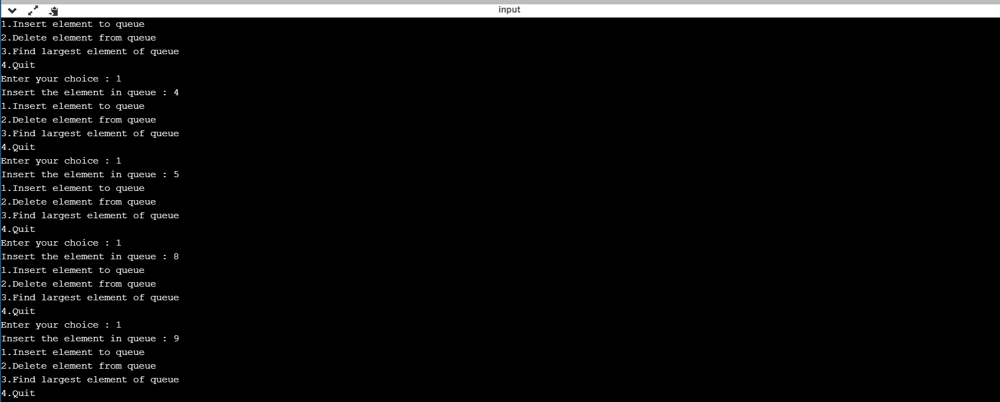 input
1.Insert element to queue
2.Delete element from queue
3.Find largest element of queue
4.Quit
Enter your choice : 1
Insert the element in queue : 4
1.Insert element to queue
2.Delete element from queue
3.Find largest element of queue
4.Quit
Enter your choice : 1
Insert the element in queue : 5
1.Insert element to queue
2.Delete element from queue
3.Find largest element of queue
4.Quit
Enter your choice : 1
Insert the element in queue : 8
1.Insert element to queue
2.Delete element from queue
3.Find largest element of queue
4.Quit
Enter your choice : 1
Insert the element in queue : 9
1.Insert element to queue
2.Delete element from queue
3.Find largest element of queue
4.Quit